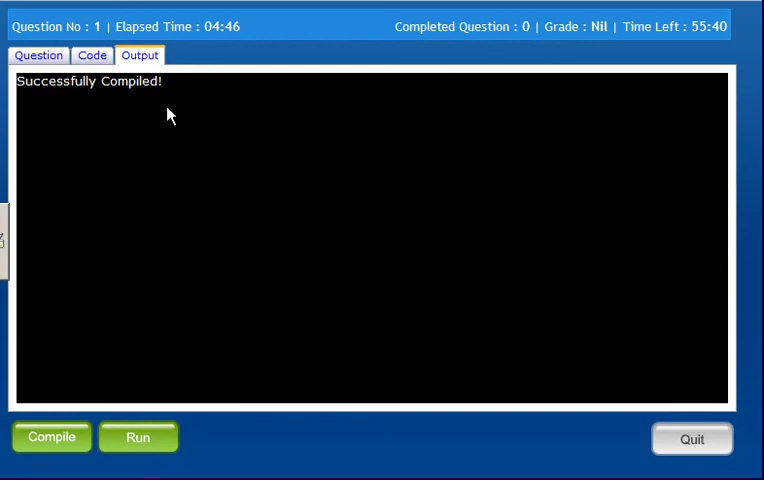 Question No : 1 | Elapsed Time : 04:46
Completed Question : 0 | Grade : Nil | Time Left : 55:40
Question Code Output
Successfully Compiled!
Compile Run Quit